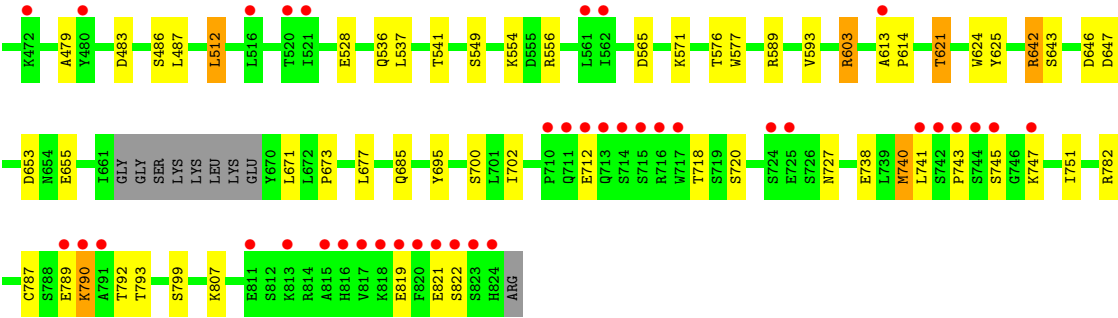 K472 A479 Y480 D483 S486 L487 L512 L516 T520 I521 E528 Q536 L537 T541 S549 K554 D555 R556 L561 I562 D565 K571 T576 W577 R589 V593 R603 A613 P614 T621 W624 Y625 R642 S643 D646 D647
D653 N654 E655 I661 GLY GLY SER LYS LYS LEU LYS GLU Y670 L671 L672 P673 L677 Q685 Y695 S700 L701 I702 P710 Q711 E712 Q713 S714 S715 R716 W717 T718 S719 S720 S724 E725 S726 N727 E738 L739 M740 L741 S742 P743 S744 S745 G746 K747 I751 R782
C787 S788 E789 K790 A791 T792 T793 S799 K807 E811 S812 K813 R814 A815 H816 V817 K818 E819 F820 E821 S822 S823 H824 ARG